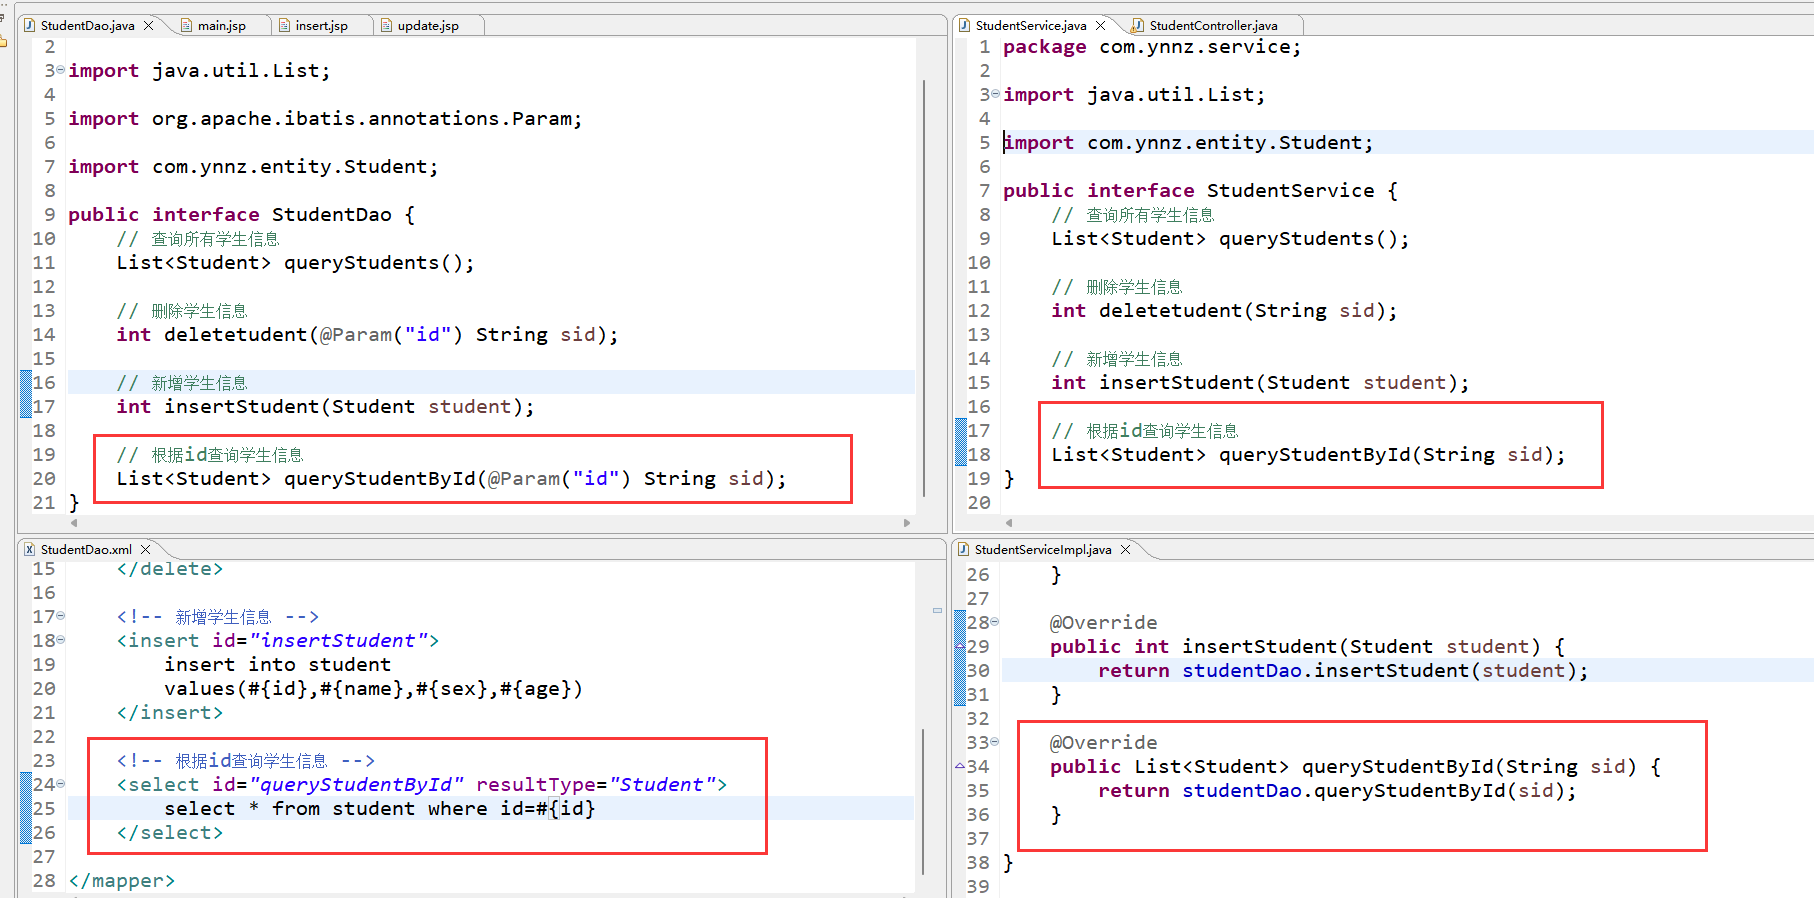 StudentDao.java
main.jsp
insert.jsp
update.jsp
2
3 import java.util.List;
4
5 import org.apache.ibatis.annotations.Param;
6
7 import com.ynnz.entity.Student;
8
9 public interface StudentDao {
10 // 查询所有学生信息
11 List<Student> queryStudents();
12
13 // 删除学生信息
14 int deletetudent(@Param("id") String sid);
15
16 // 新增学生信息
17 int insertStudent(Student student);
18
19 // 根据id查询学生信息
20 List<Student> queryStudentById(@Param("id") String sid);
21 }
StudentService.java
StudentController.java
1 package com.ynnz.service;
2
3 import java.util.List;
4
5 import com.ynnz.entity.Student;
6
7 public interface StudentService {
8 // 查询所有学生信息
9 List<Student> queryStudents();
10
11 // 删除学生信息
12 int deletetudent(String sid);
13
14 // 新增学生信息
15 int insertStudent(Student student);
16
17 // 根据id查询学生信息
18 List<Student> queryStudentById(String sid);
19 }
20
StudentDao.xml
15 </delete>
16
17 <!-- 新增学生信息 -->
18 <insert id="insertStudent">
19 insert into student
20 values(#{id},#{name},#{sex},#{age})
21 </insert>
22
23 <!-- 根据id查询学生信息 -->
24 <select id="queryStudentById" resultType="Student">
25 select * from student where id=#{id}
26 </select>
27
28 </mapper>
StudentServiceImpl.java
26 }
27
28 @Override
29 public int insertStudent(Student student) {
30 return studentDao.insertStudent(student);
31 }
32
33 @Override
34 public List<Student> queryStudentById(String sid) {
35 return studentDao.queryStudentById(sid);
36 }
37
38 }
39